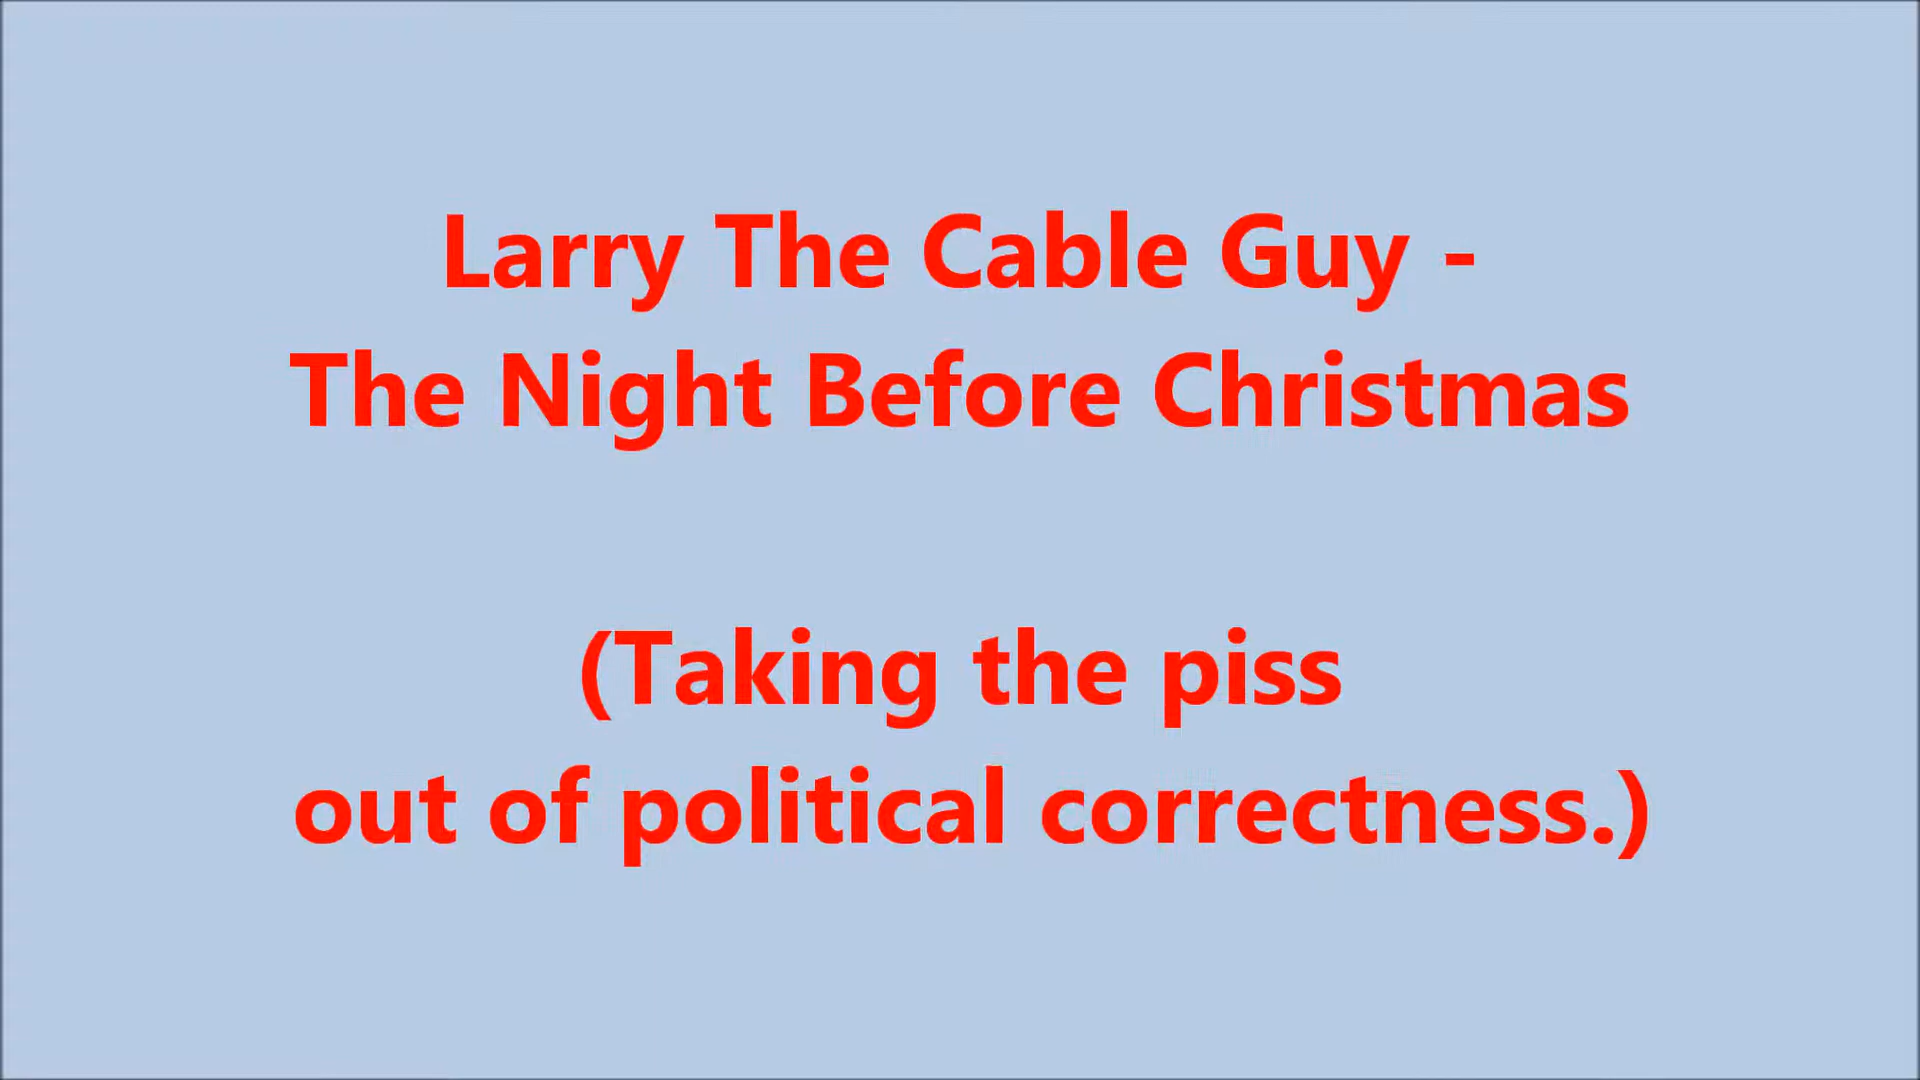 Larry The Cable Guy -
The Night Before Christmas
(Taking the piss
out of political correctness.)